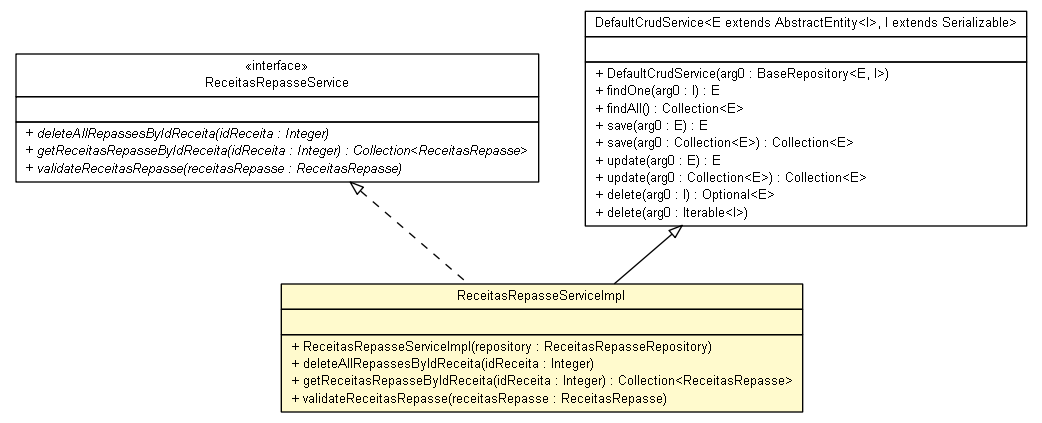 «interface»
ReceitasRepasseService
+ deleteAllRepassesByIdReceita(idReceita : Integer)
+ getReceitasRepasseByIdReceita(idReceita : Integer) : Collection<ReceitasRepasse>
+ validateReceitasRepasse(receitasRepasse : ReceitasRepasse)
DefaultCrudService<E extends AbstractEntity<I>, I extends Serializable>
+ DefaultCrudService(arg0 : BaseRepository<E, I>)
+ findOne(arg0 : I) : E
+ findAll() : Collection<E>
+ save(arg0 : E) : E
+ save(arg0 : Collection<E>) : Collection<E>
+ update(arg0 : E) : E
+ update(arg0 : Collection<E>) : Collection<E>
+ delete(arg0 : I) : Optional<E>
+ delete(arg0 : Iterable<I>)
ReceitasRepasseServiceImpl
+ ReceitasRepasseServiceImpl(repository : ReceitasRepasseRepository)
+ deleteAllRepassesByIdReceita(idReceita : Integer)
+ getReceitasRepasseByIdReceita(idReceita : Integer) : Collection<ReceitasRepasse>
+ validateReceitasRepasse(receitasRepasse : ReceitasRepasse)